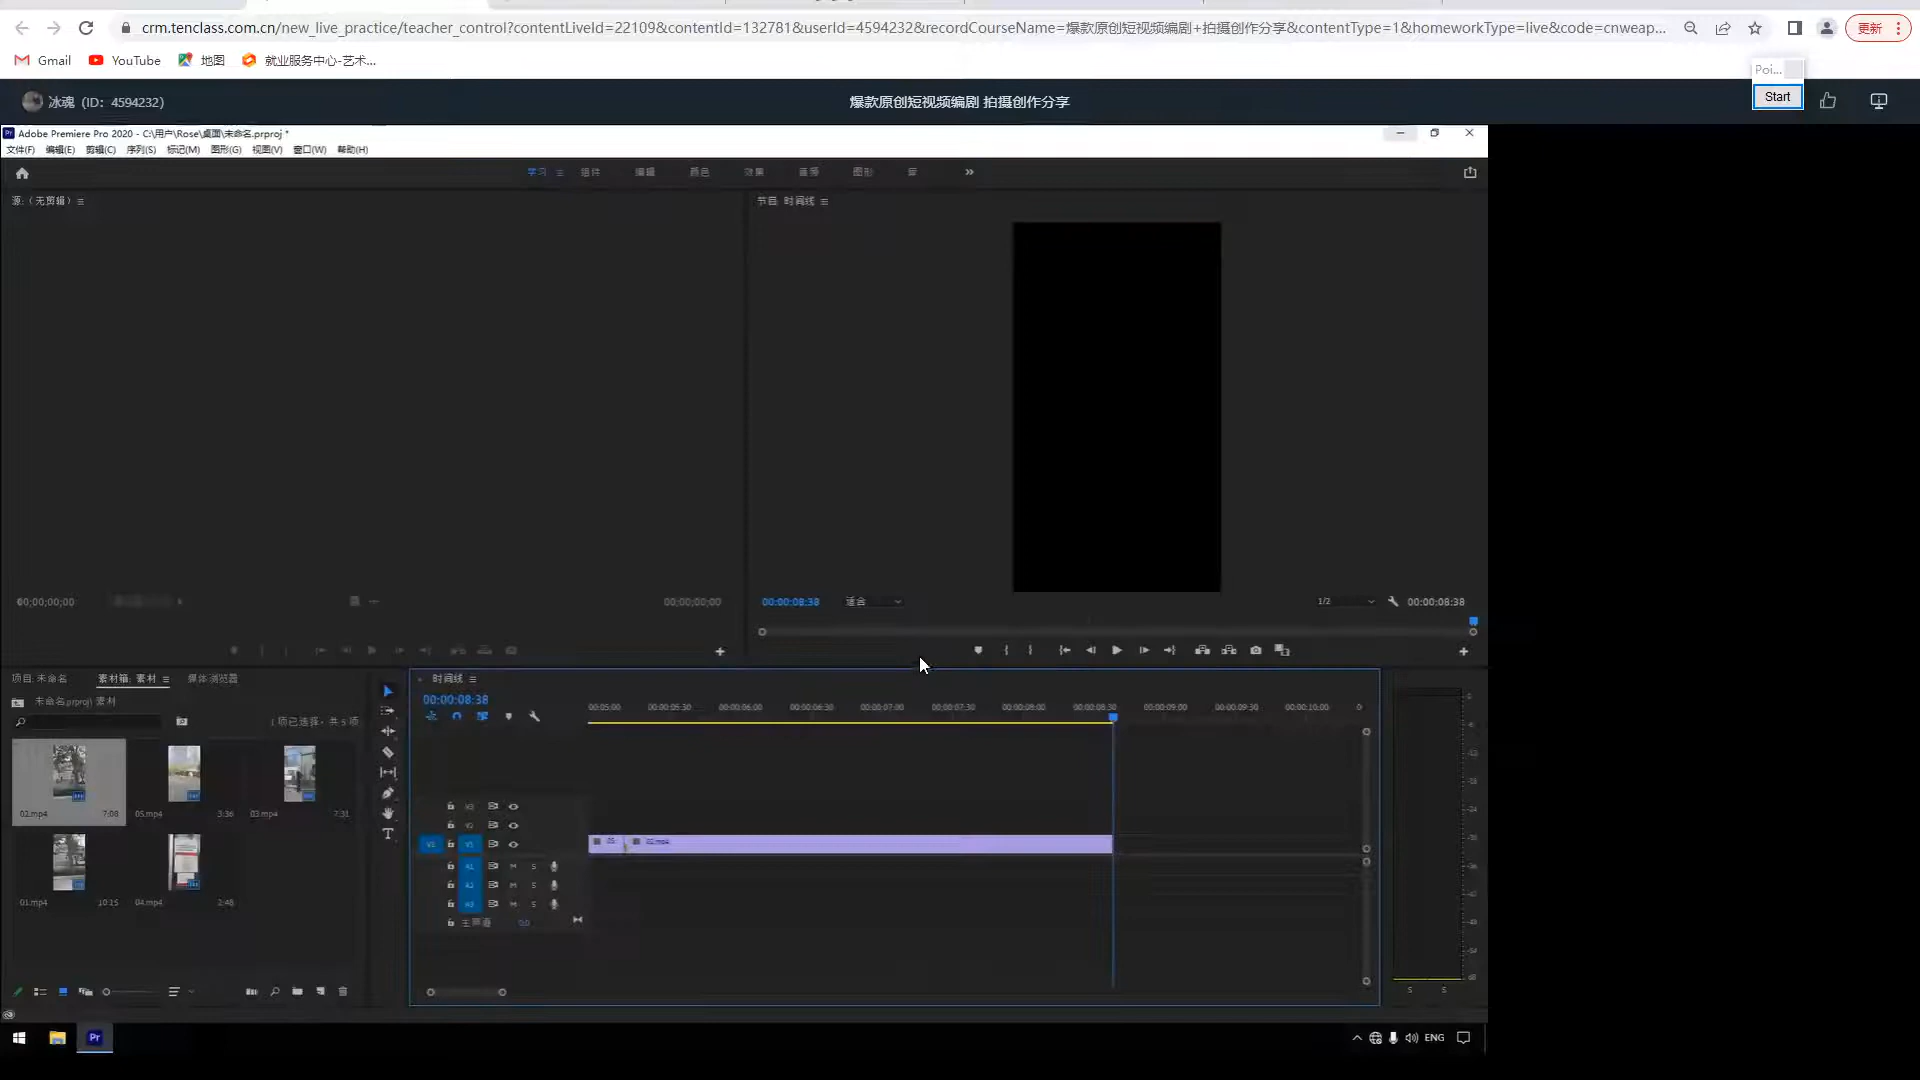 crm.tenclass.com.cn/new_live_practice/teacher_control?contentLiveId=22109&contentId=132781&userId=4594232&recordCourseName=爆款原创短视频编剧+拍摄创作分享&contentType=1&homeworkType=live&code=cnweap...
更新
Gmail
YouTube
地图
就业服务中心-艺术...
Poi...
Start
冰魂（ID：4594232）
爆款原创短视频编剧 拍摄创作分享
Pr
Adobe Premiere Pro 2020 - C:\用户\Rose\桌面\未命名.prproj *
文件(F) 编辑(E) 剪辑(C) 序列(S) 标记(M) 图形(G) 视图(V) 窗口(W) 帮助(H)
学习 组件 编辑 颜色 效果 音频 图形 库
源:（无剪辑）
节目: 时间线
00;00;00;00
00;00;00;00
00:00:08:38
适合
1/2
00:00:08:38
项目: 未命名
素材箱: 素材
媒体浏览器
未命名.prproj\素材
1 项已选择，共 5 项
02.mp4 7:08
05.mp4 3:36
03.mp4 7:31
01.mp4 10:15
04.mp4 2:48
时间线
00:00:08:38
00:05:00 00:00:05:30 00:00:06:00 00:00:06:30 00:00:07:00 00:00:07:30 00:00:08:00 00:00:08:30 00:00:09:00 00:00:09:30 00:00:10:00
V3
V2
V1
05
02.mp4
A1 M S
A2 M S
A3 M S
主声道 0.0
S S
Pr
ENG